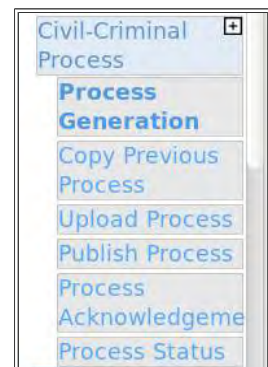 Civil-Criminal
Process
Process
Generation
Copy Previous
Process
Upload Process
Publish Process
Process
Acknowledgeme
Process Status